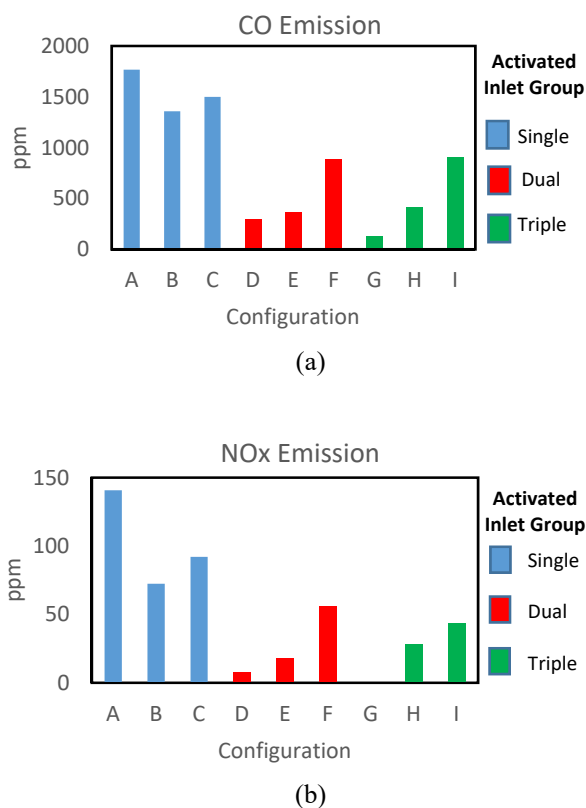 CO Emission
2000
1500
1000
500
0
ppm
A B C D E F G H I
Configuration
Activated
Inlet Group
Single
Dual
Triple
(a)
NOx Emission
150
100
50
0
ppm
A B C D E F G H I
Configuration
Activated
Inlet Group
Single
Dual
Triple
(b)